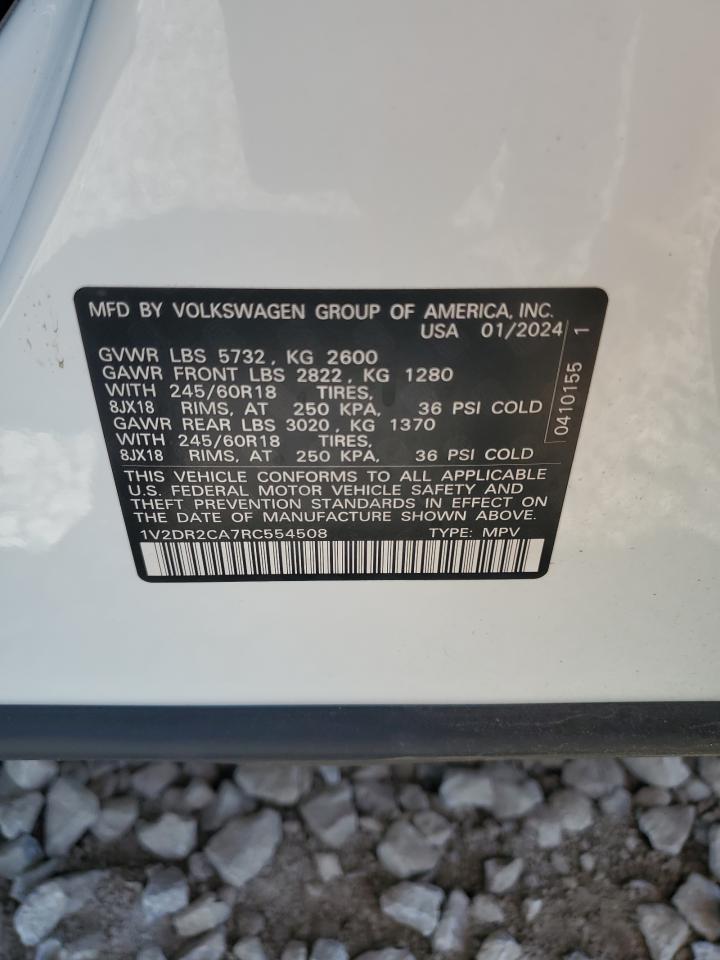 MFD BY VOLKSWAGEN GROUP OF AMERICA, INC.
USA 01/2024
GVWR LBS 5732, KG 2600
GAWR FRONT LBS 2822, KG 1280
WITH 245/60R18 TIRES,
8JX18 RIMS, AT 250 KPA, 36 PSI COLD
GAWR REAR LBS 3020, KG 1370
WITH 245/60R18 TIRES,
8JX18 RIMS, AT 250 KPA, 36 PSI COLD
THIS VEHICLE CONFORMS TO ALL APPLICABLE
U.S. FEDERAL MOTOR VEHICLE SAFETY AND
THEFT PREVENTION STANDARDS IN EFFECT ON
THE DATE OF MANUFACTURE SHOWN ABOVE.
1V2DR2CA7RC554508 TYPE: MPV
0410155 1